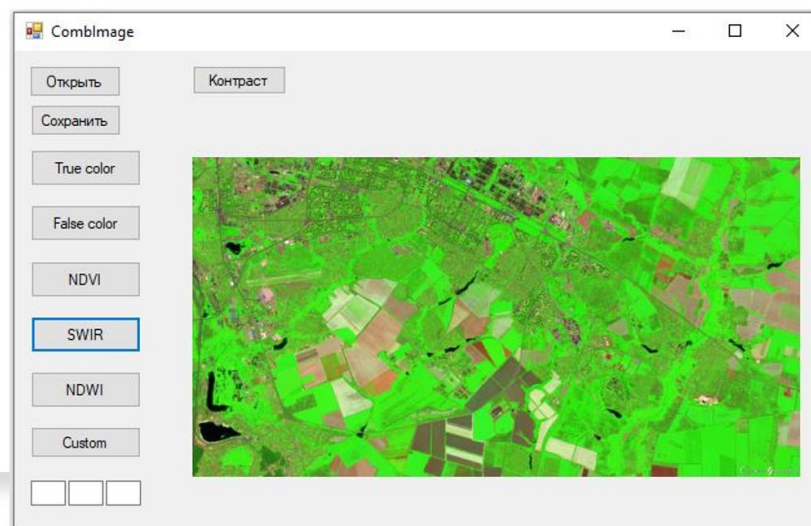 CombImage
Открыть
Контраст
Сохранить
True color
False color
NDVI
SWIR
NDWI
Custom